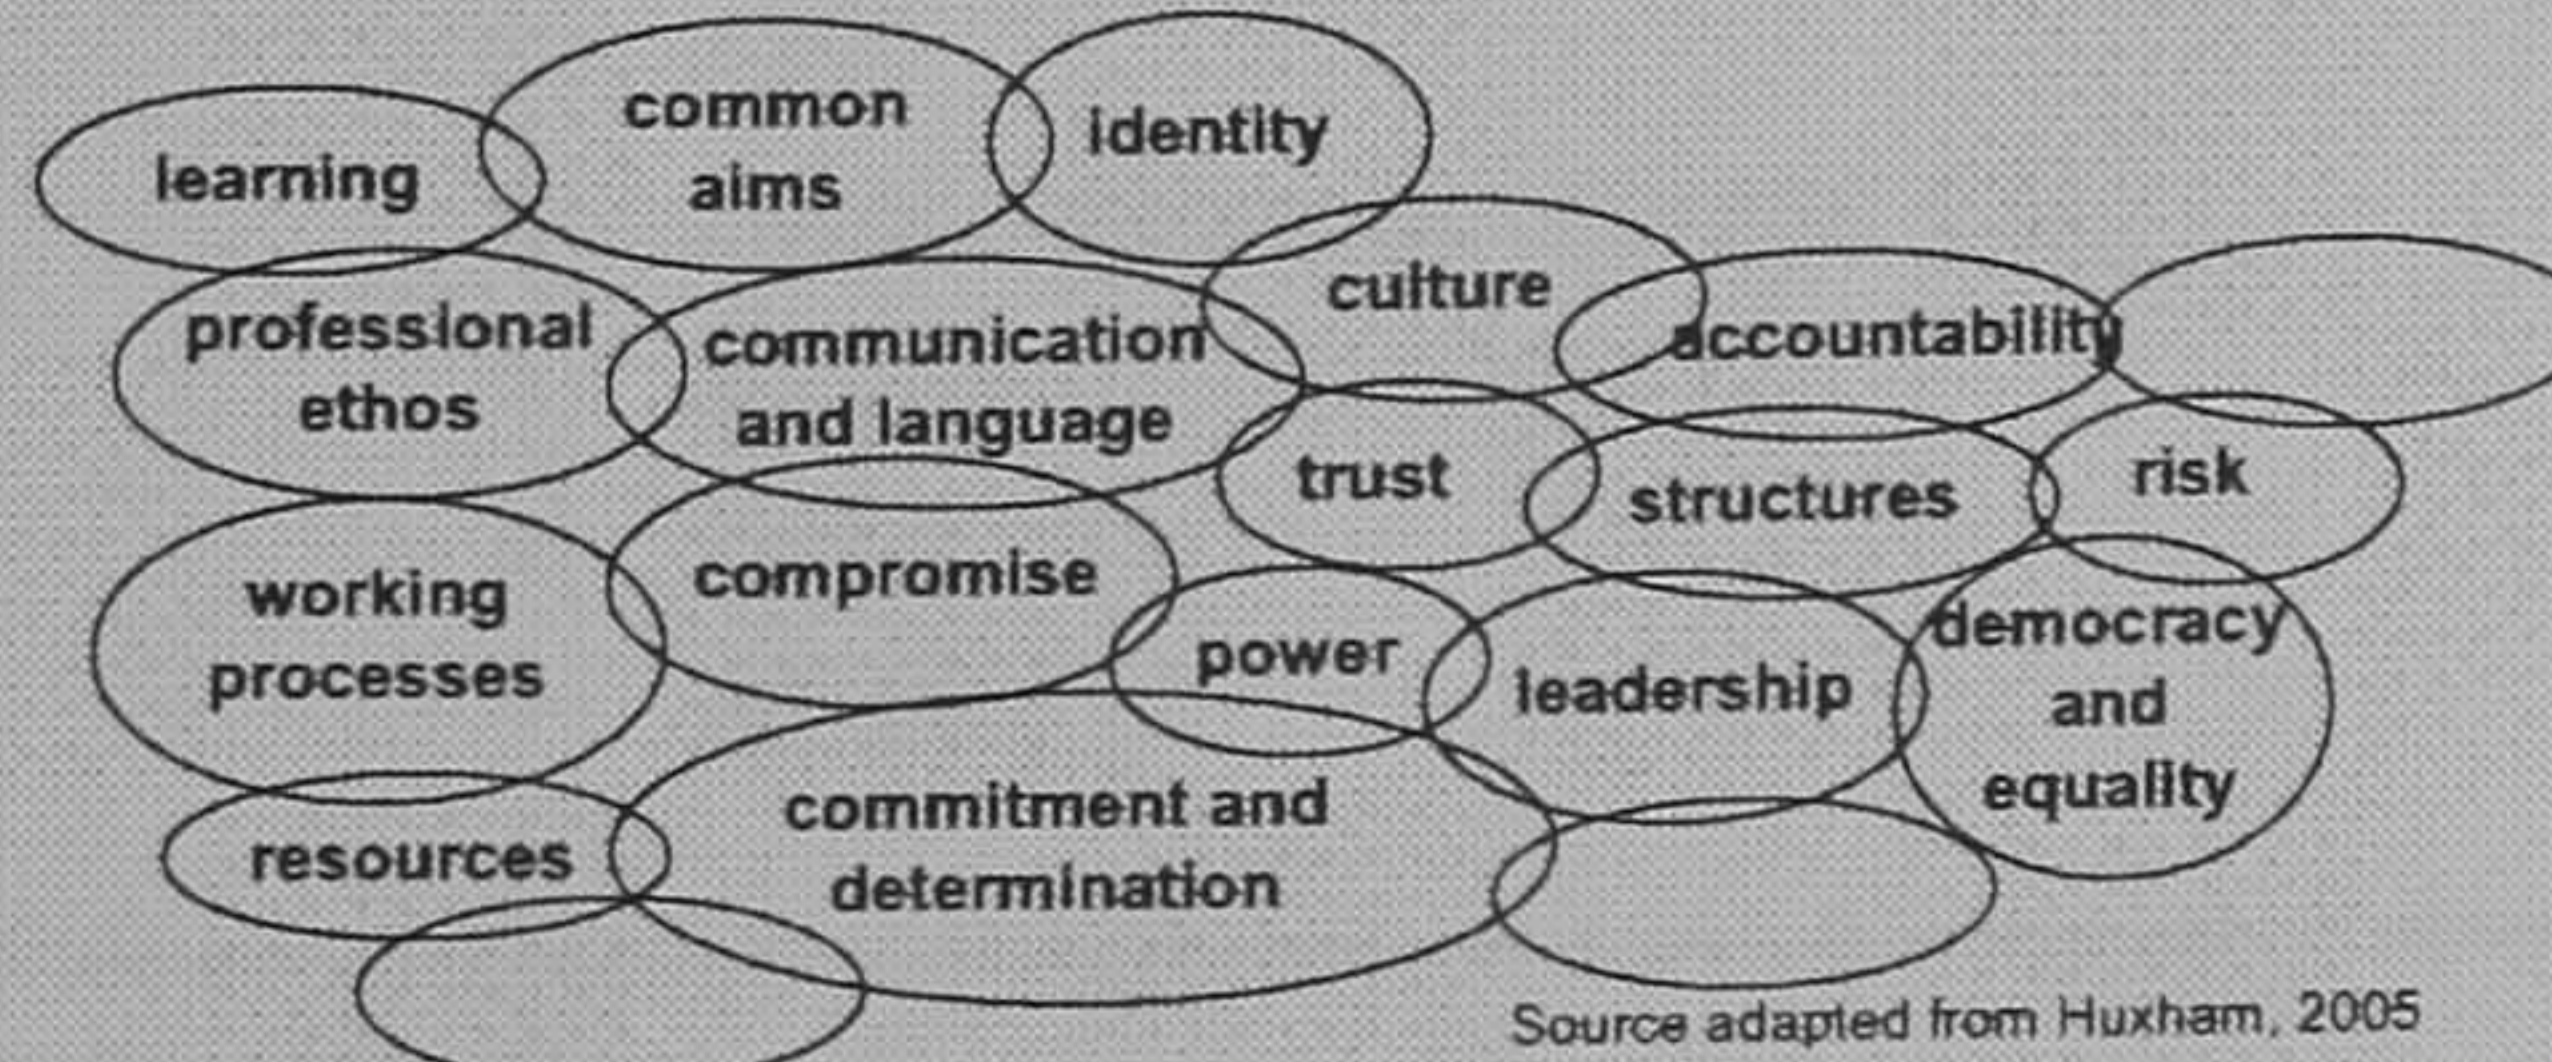 learning
common
aims
identity
culture
accountability
professional
ethos
communication
and language
trust
structures
risk
working
processes
compromise
power
leadership
democracy
and
equality
resources
commitment and
determination
Source adapted from Huxham, 2005